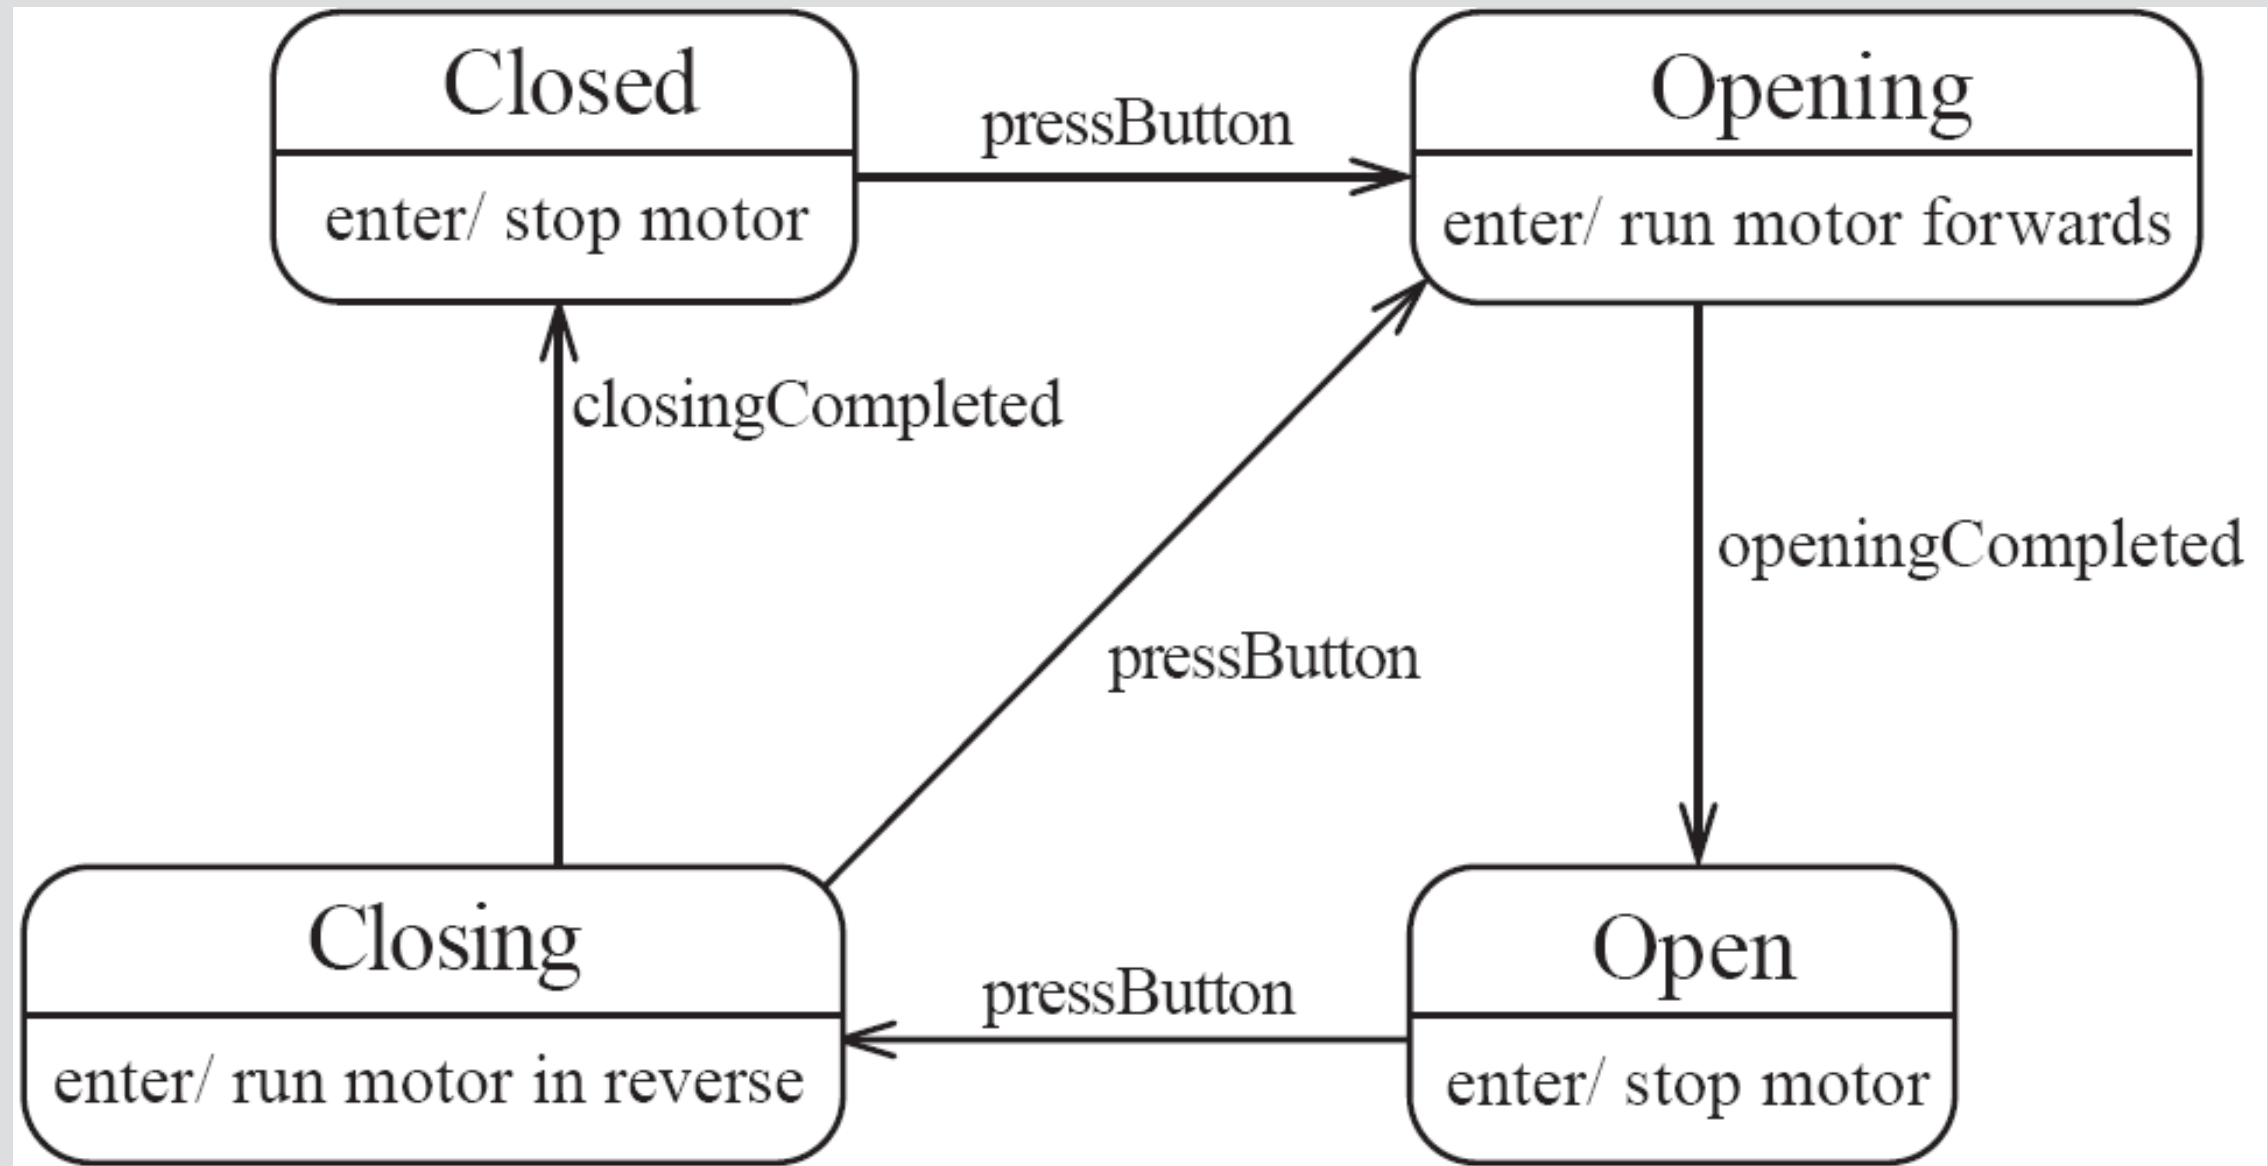 Closed
enter/ stop motor
pressButton
Opening
enter/ run motor forwards
closingCompleted
openingCompleted
pressButton
Closing
enter/ run motor in reverse
pressButton
Open
enter/ stop motor